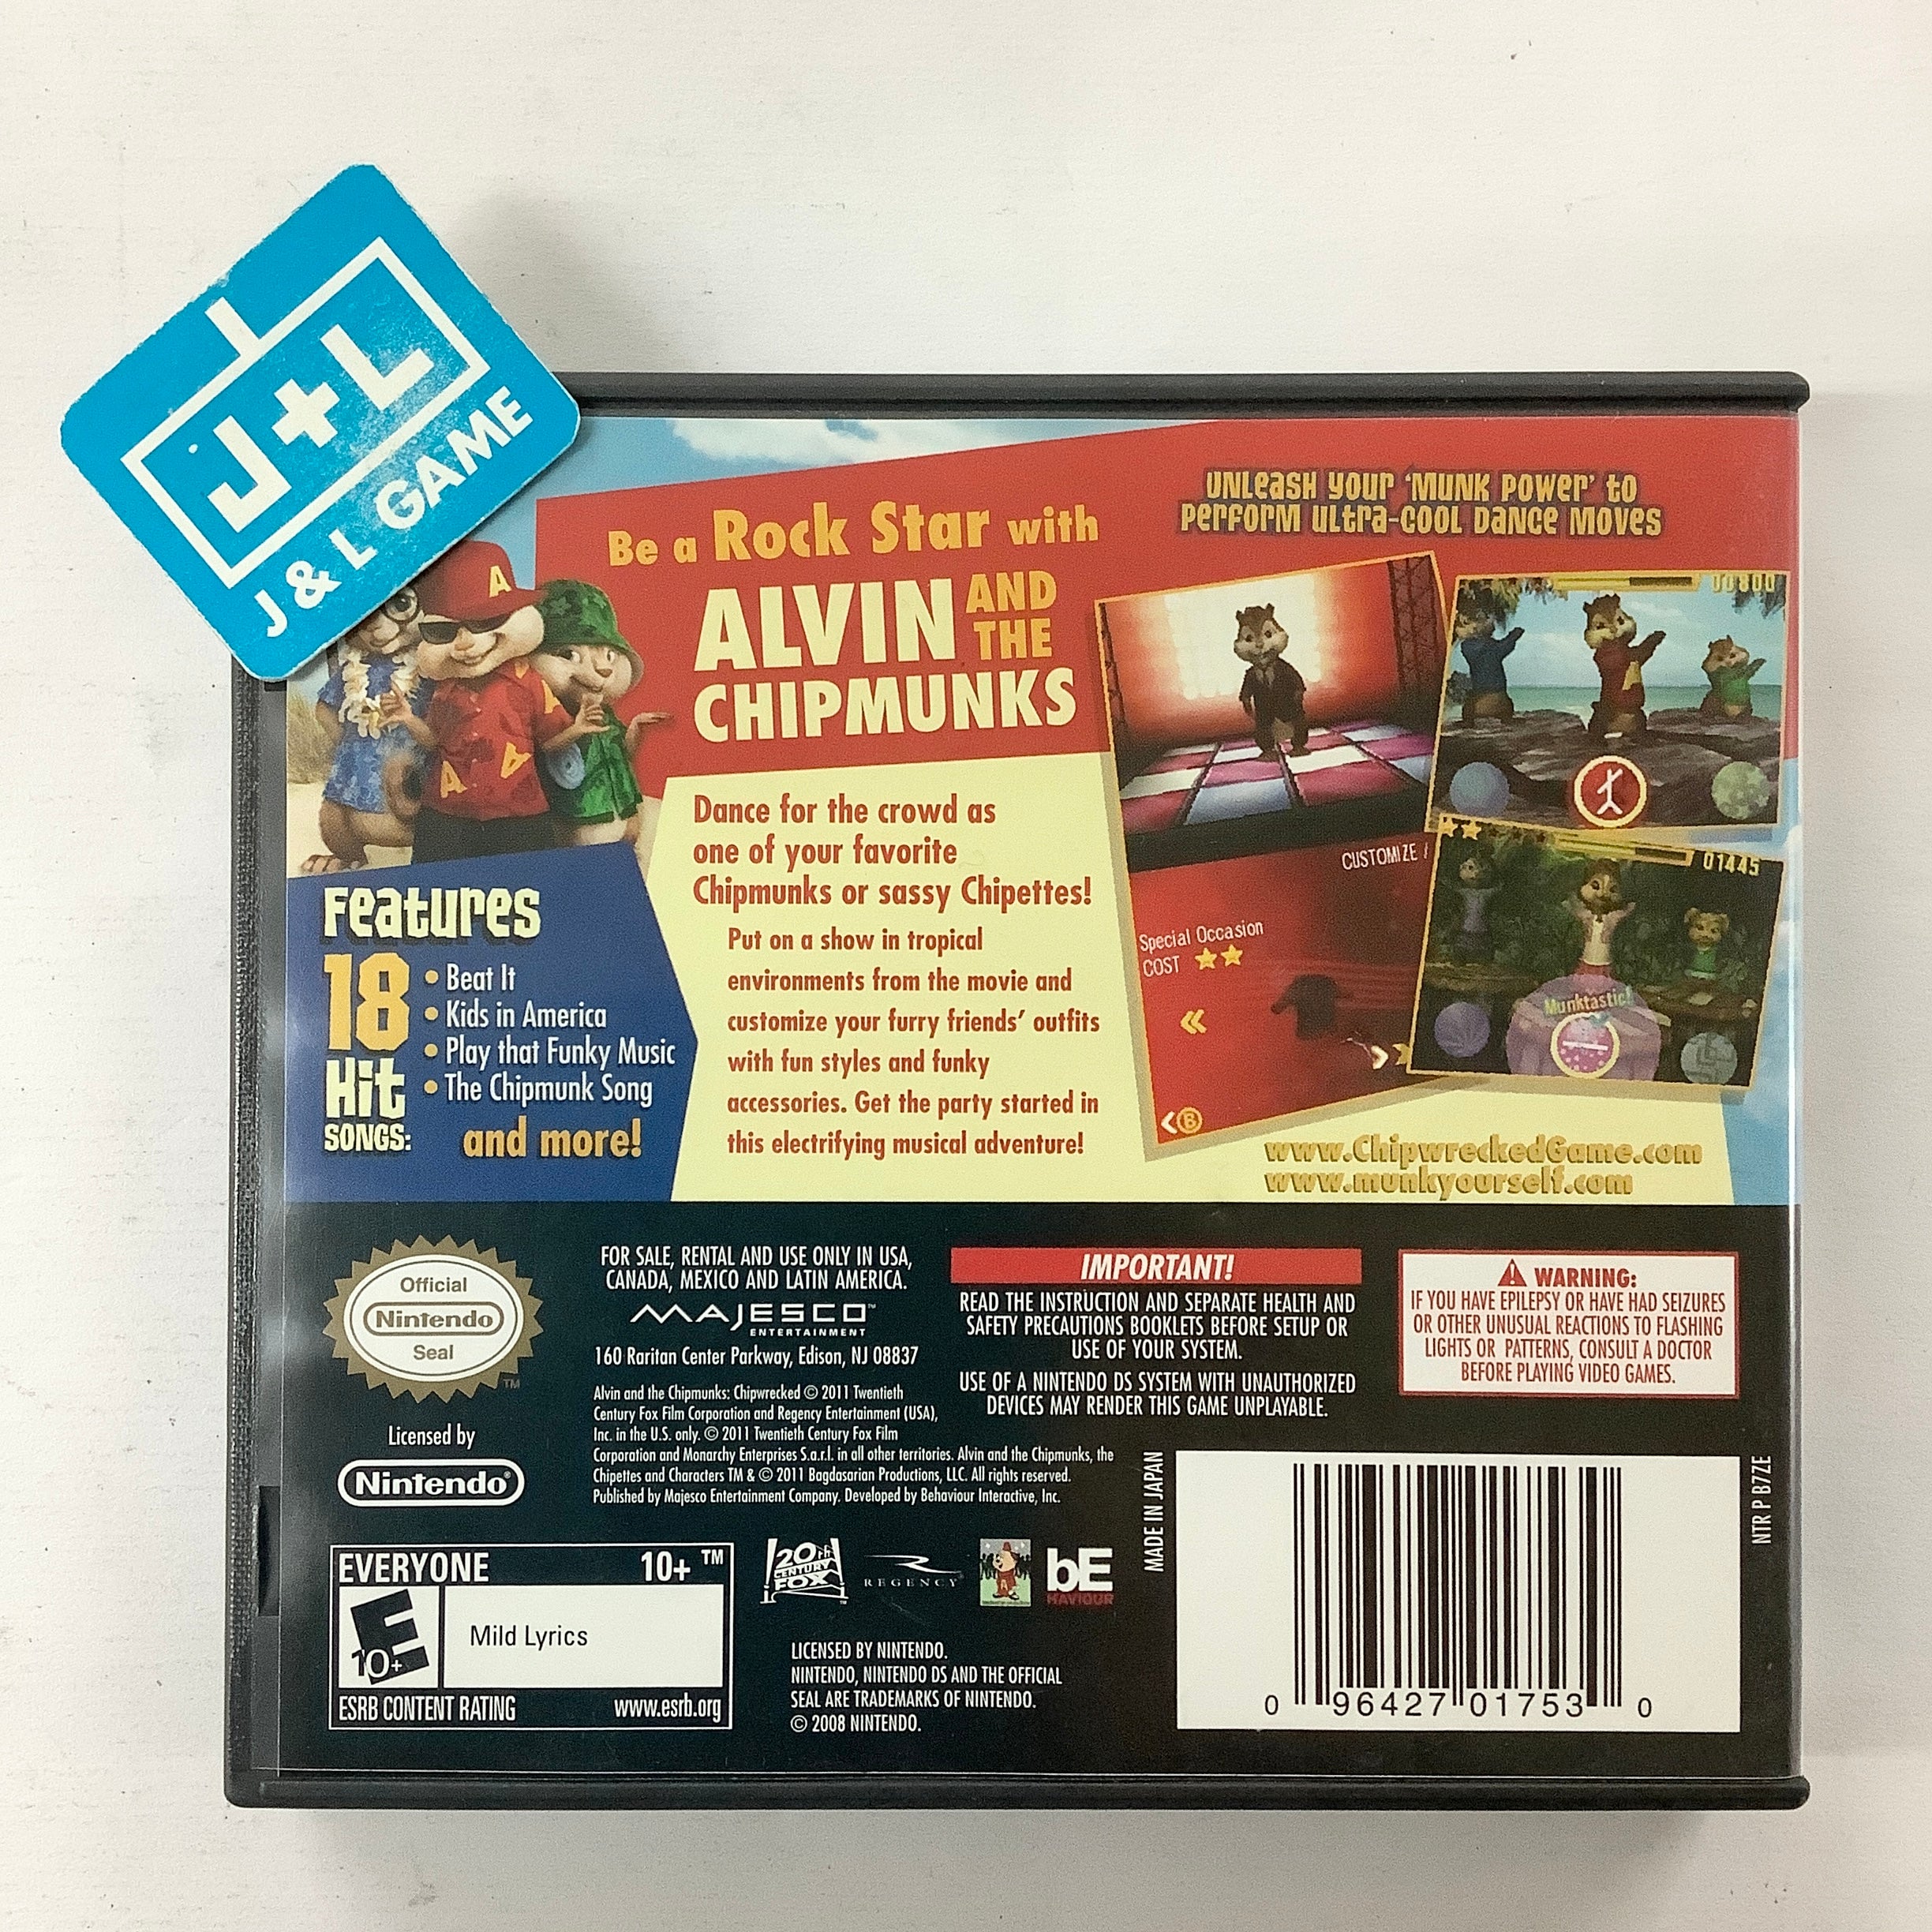 J+L
J & L GAME
Be a Rock Star with
ALVIN AND THE
CHIPMUNKS
UNLEASH YOUR 'MUNK POWER' TO
PERFORM ULTRA-COOL DANCE MOVES
A
A A
00800
Dance for the crowd as
one of your favorite
Chipmunks or sassy Chipettes!
Put on a show in tropical
environments from the movie and
customize your furry friends' outfits
with fun styles and funky
accessories. Get the party started in
this electrifying musical adventure!
CUSTOMIZE
Special Occasion
COST
B
01445
Munktastic!
Features
18
Hit
SONGS:
• Beat It
• Kids in America
• Play that Funky Music
• The Chipmunk Song
and more!
www.ChipwreckedGame.com
www.munkyourself.com
Official
Nintendo
Seal
TM
Licensed by
Nintendo®
FOR SALE, RENTAL AND USE ONLY IN USA,
CANADA, MEXICO AND LATIN AMERICA.
MAJESCO™
ENTERTAINMENT
160 Raritan Center Parkway, Edison, NJ 08837
Alvin and the Chipmunks: Chipwrecked © 2011 Twentieth
Century Fox Film Corporation and Regency Entertainment (USA),
Inc. in the U.S. only. © 2011 Twentieth Century Fox Film
Corporation and Monarchy Enterprises S.a.r.l. in all other territories. Alvin and the Chipmunks, the
Chipettes and Characters TM & © 2011 Bagdasarian Productions, LLC. All rights reserved.
Published by Majesco Entertainment Company. Developed by Behaviour Interactive, Inc.
IMPORTANT!
READ THE INSTRUCTION AND SEPARATE HEALTH AND
SAFETY PRECAUTIONS BOOKLETS BEFORE SETUP OR
USE OF YOUR SYSTEM.
USE OF A NINTENDO DS SYSTEM WITH UNAUTHORIZED
DEVICES MAY RENDER THIS GAME UNPLAYABLE.
WARNING:
IF YOU HAVE EPILEPSY OR HAVE HAD SEIZURES
OR OTHER UNUSUAL REACTIONS TO FLASHING
LIGHTS OR PATTERNS, CONSULT A DOCTOR
BEFORE PLAYING VIDEO GAMES.
EVERYONE 10+ ™
E
10+
Mild Lyrics
ESRB CONTENT RATING www.esrb.org
20TH
CENTURY
FOX
REGENCY
bE
HAVIOUR
LICENSED BY NINTENDO.
NINTENDO, NINTENDO DS AND THE OFFICIAL
SEAL ARE TRADEMARKS OF NINTENDO.
© 2008 NINTENDO.
MADE IN JAPAN
NTR P B7ZE
0 96427 01753 0